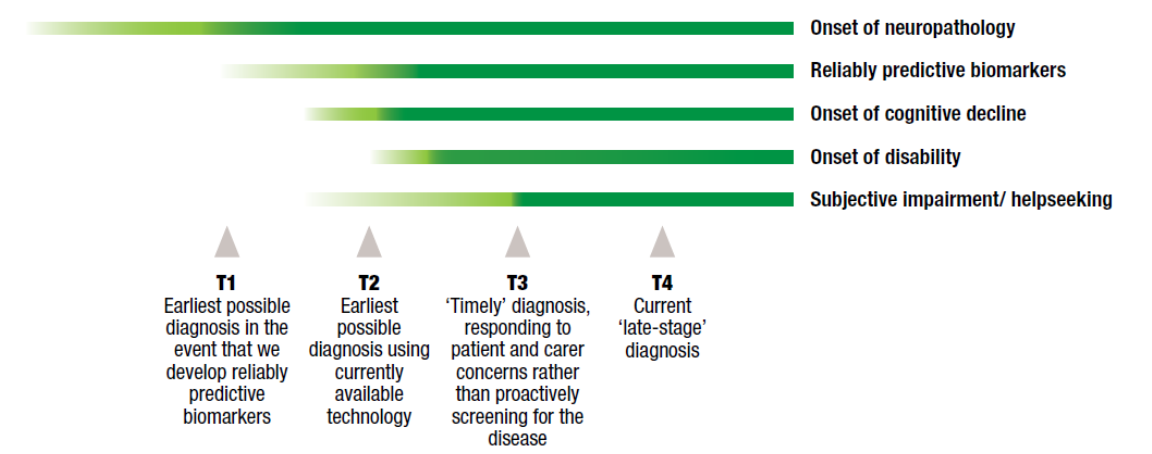 Onset of neuropathology
Reliably predictive biomarkers
Onset of cognitive decline
Onset of disability
Subjective impairment/ helpseeking
T1
Earliest possible
diagnosis in the
event that we
develop reliably
predictive
biomarkers
T2
Earliest
possible
diagnosis using
currently
available
technology
T3
‘Timely’ diagnosis,
responding to
patient and carer
concerns rather
than proactively
screening for the
disease
T4
Current
‘late-stage’
diagnosis